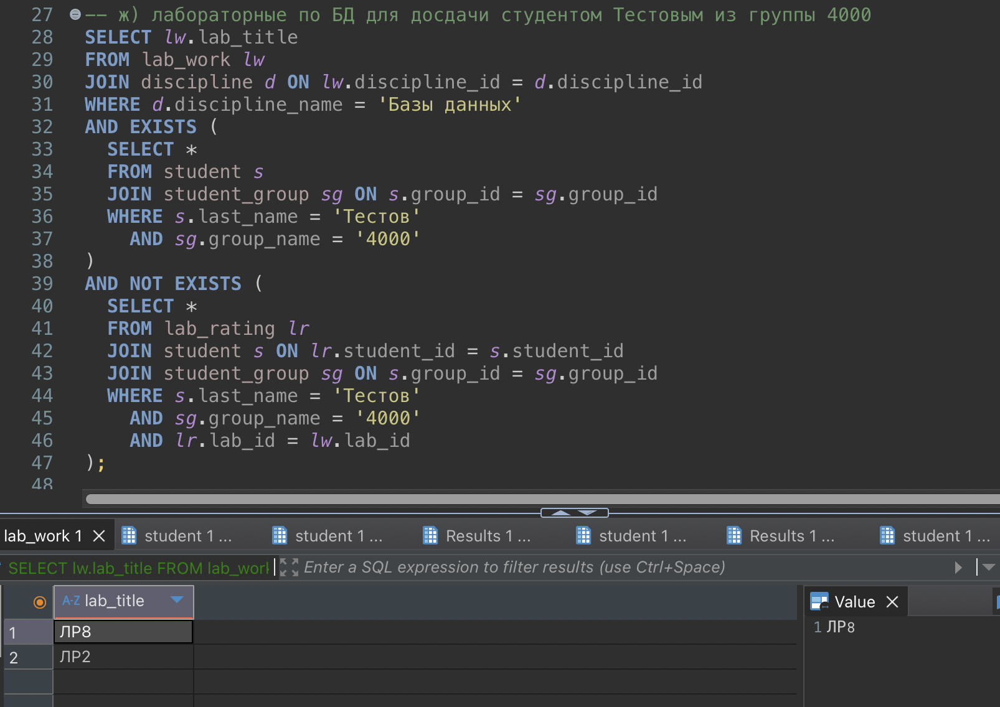 27 -- ж) лабораторные по БД для досдачи студентом Тестовым из группы 4000
28 SELECT lw.lab_title
29 FROM lab_work lw
30 JOIN discipline d ON lw.discipline_id = d.discipline_id
31 WHERE d.discipline_name = 'Базы данных'
32 AND EXISTS (
33 SELECT *
34 FROM student s
35 JOIN student_group sg ON s.group_id = sg.group_id
36 WHERE s.last_name = 'Тестов'
37 AND sg.group_name = '4000'
38 )
39 AND NOT EXISTS (
40 SELECT *
41 FROM lab_rating lr
42 JOIN student s ON lr.student_id = s.student_id
43 JOIN student_group sg ON s.group_id = sg.group_id
44 WHERE s.last_name = 'Тестов'
45 AND sg.group_name = '4000'
46 AND lr.lab_id = lw.lab_id
47 );
48
lab_work 1 student 1 ... student 1 ... Results 1 ... student 1 ... Results 1 ... student 1 ...
SELECT lw.lab_title FROM lab_work Enter a SQL expression to filter results (use Ctrl+Space)
A-Z lab_title Value
1 ЛР8 1 ЛР8
2 ЛР2